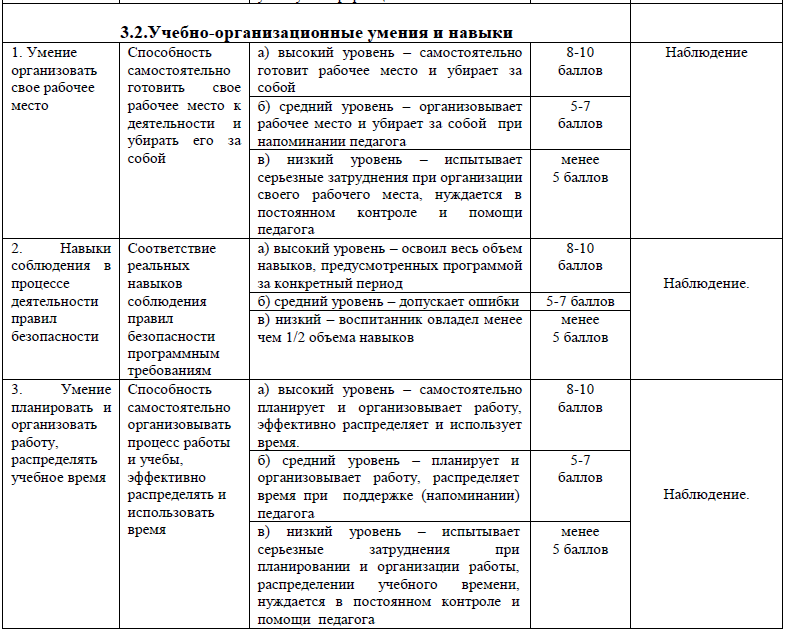 3.2.Учебно-организационные умения и навыки
1. Умение
организовать
свое рабочее
место
Способность
самостоятельно
готовить свое
рабочее место к
деятельности и
убирать его за
собой
а) высокий уровень – самостоятельно
готовит рабочее место и убирает за
собой
8-10
баллов
Наблюдение
б) средний уровень – организовывает
рабочее место и убирает за собой при
напоминании педагога
5-7
баллов
в) низкий уровень – испытывает
серьезные затруднения при организации
своего рабочего места, нуждается в
постоянном контроле и помощи
педагога
менее
5 баллов
2. Навыки
соблюдения в
процессе
деятельности
правил
безопасности
Соответствие
реальных
навыков
соблюдения
правил
безопасности
программным
требованиям
а) высокий уровень – освоил весь объем
навыков, предусмотренных программой
за конкретный период
8-10
баллов
Наблюдение.
б) средний уровень – допускает ошибки
5-7 баллов
в) низкий – воспитанник овладел менее
чем 1/2 объема навыков
менее
5 баллов
3. Умение
планировать и
организовать
работу,
распределять
учебное время
Способность
самостоятельно
организовывать
процесс работы
и учебы,
эффективно
распределять и
использовать
время
а) высокий уровень – самостоятельно
планирует и организовывает работу,
эффективно распределяет и использует
время.
8-10
баллов
Наблюдение.
б) средний уровень – планирует и
организовывает работу, распределяет
время при поддержке (напоминании)
педагога
5-7
баллов
в) низкий уровень – испытывает
серьезные затруднения при
планировании и организации работы,
распределении учебного времени,
нуждается в постоянном контроле и
помощи педагога
менее
5 баллов